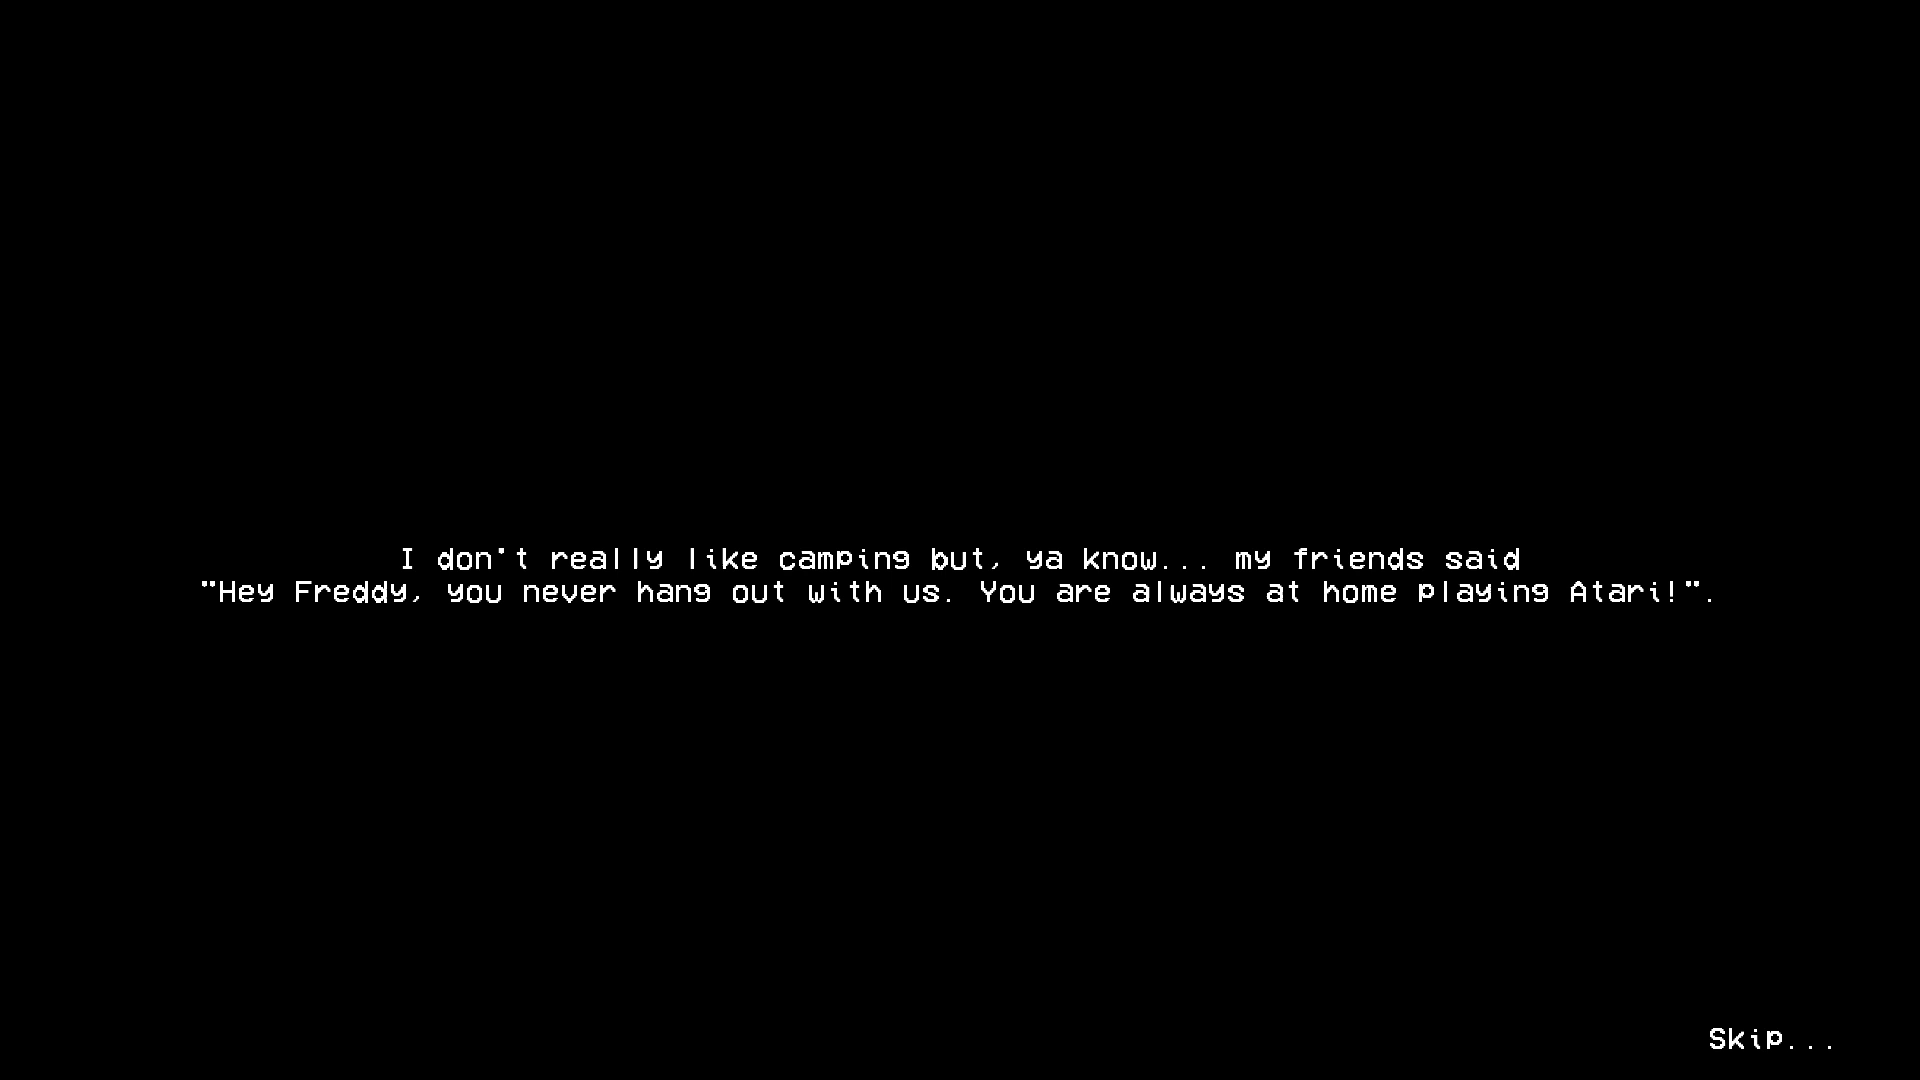 I don't really like camping but, ya know... my friends said
"Hey Freddy, you never hang out with us. You are always at home playing Atari!".
Skip...